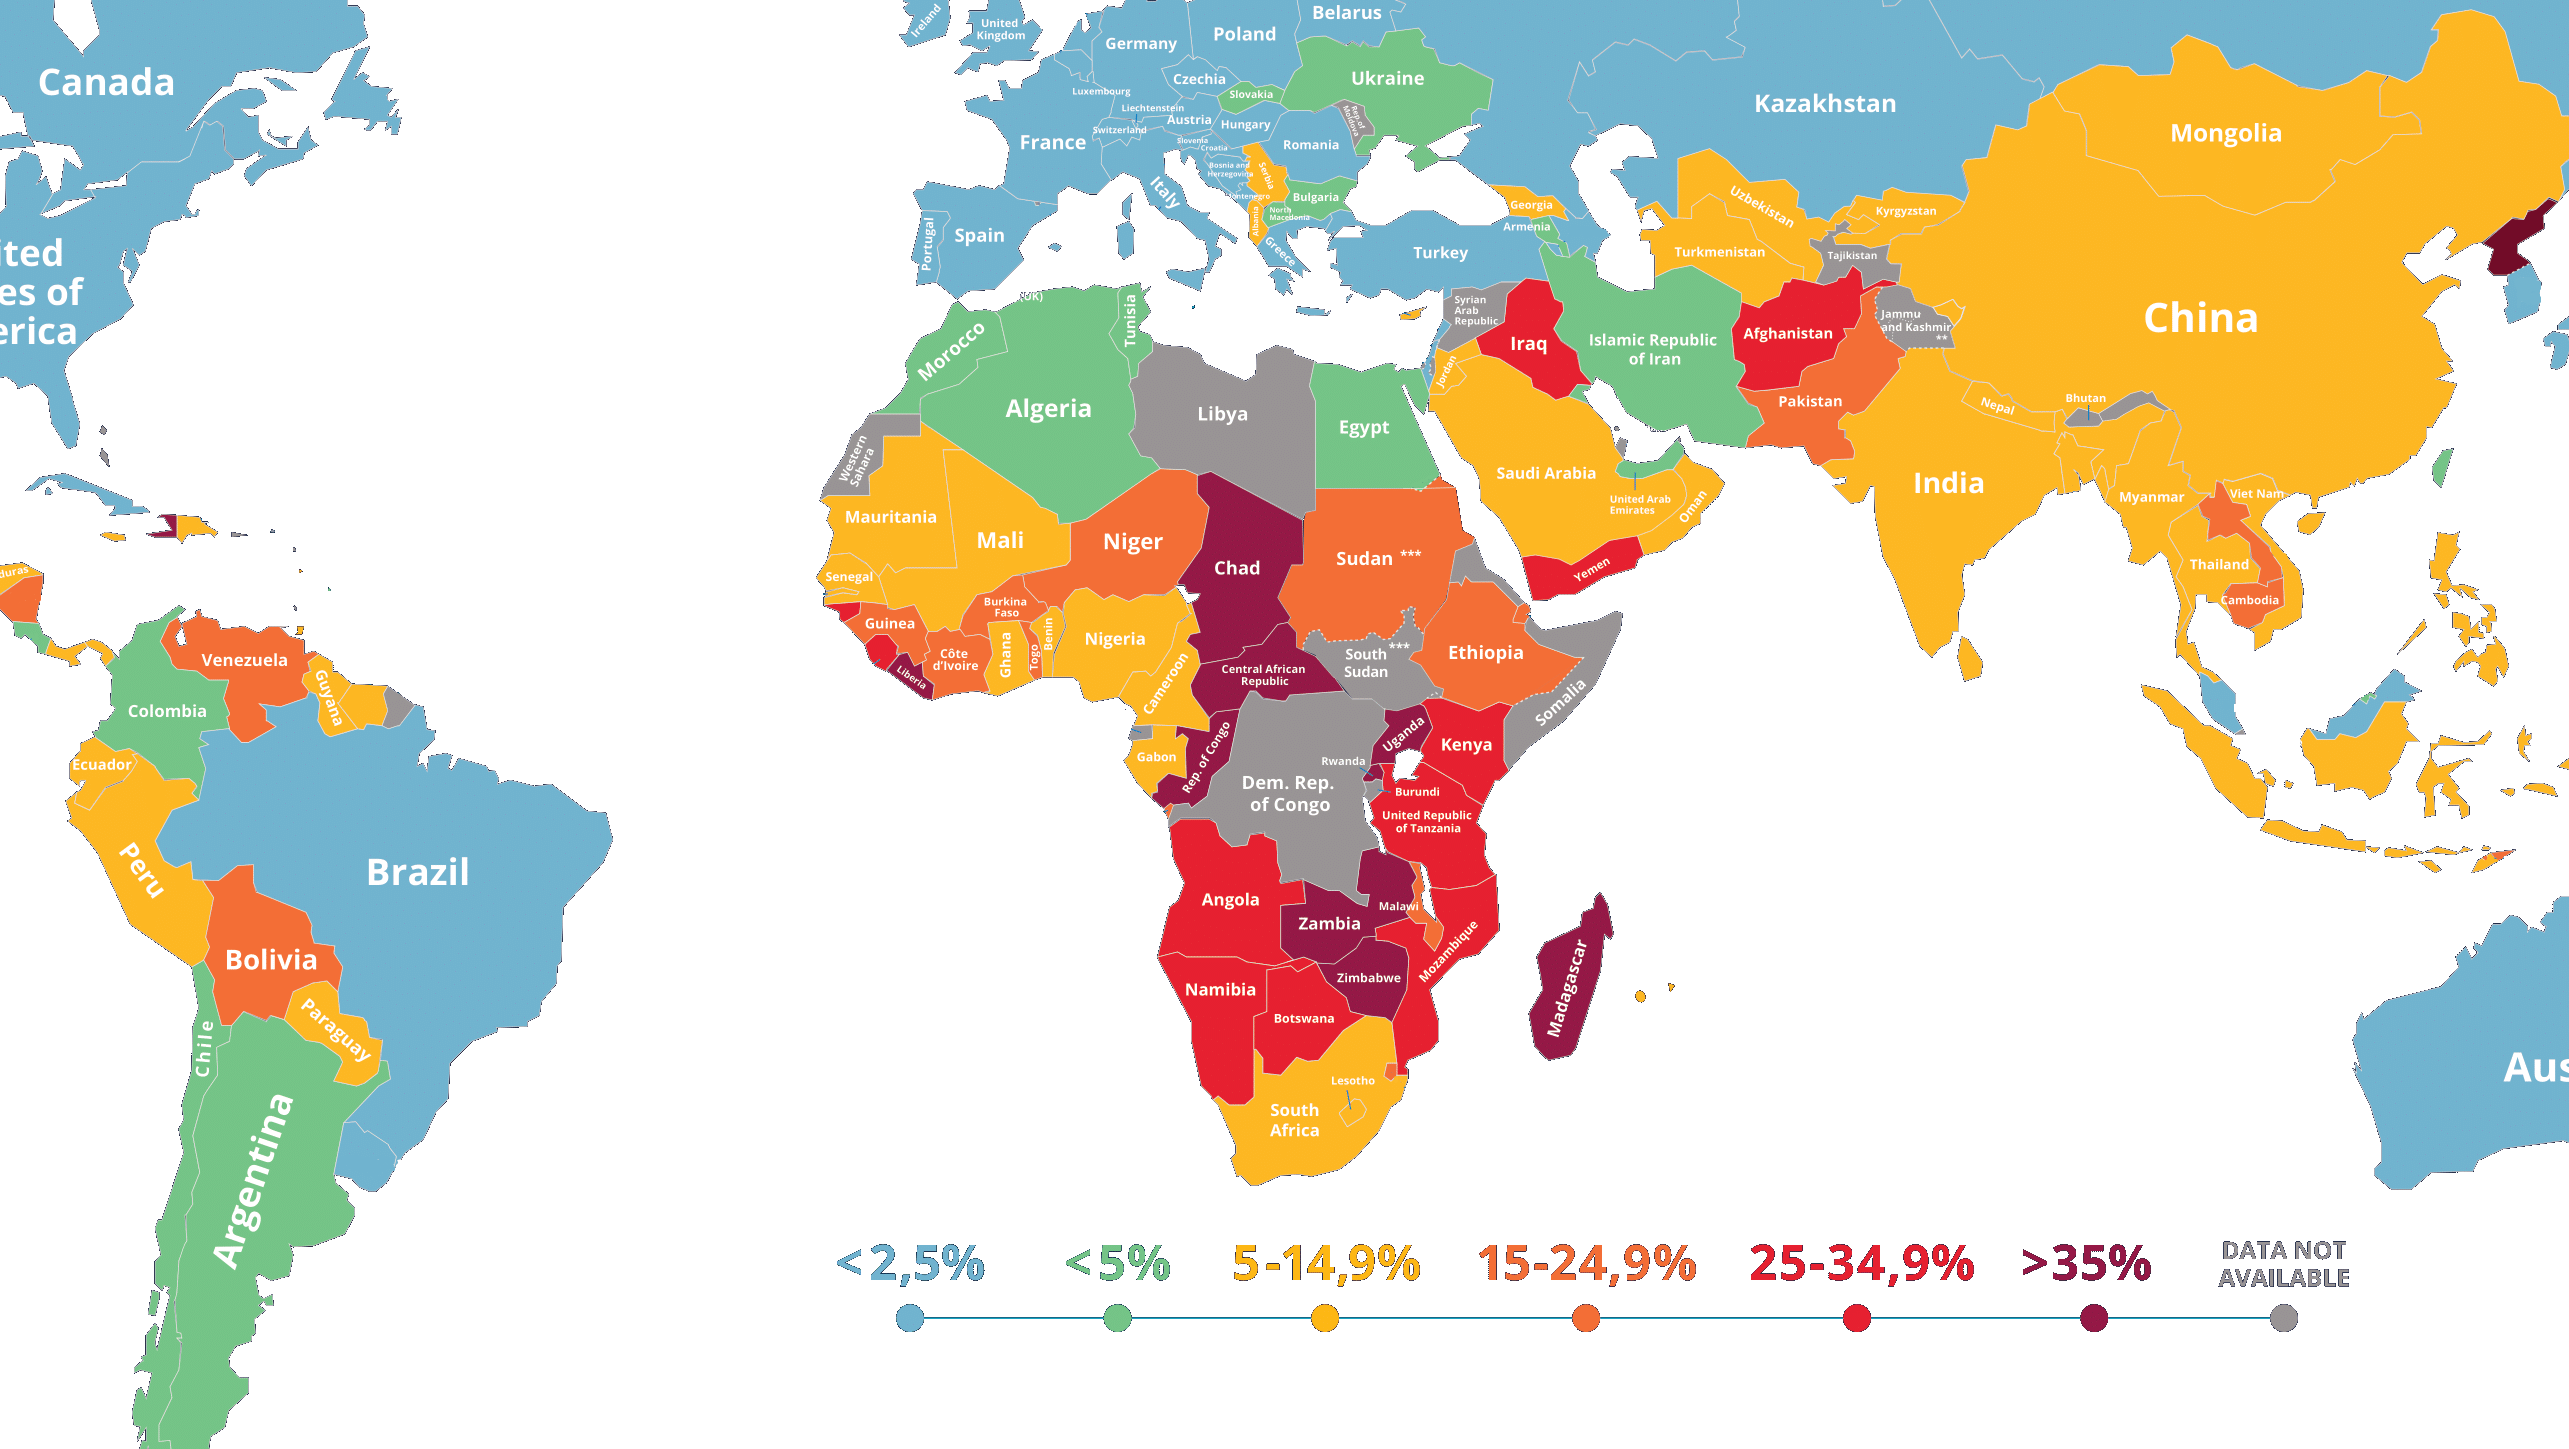 Canada
ited
es of
erica
duras
Venezuela
Guyana
Colombia
Ecuador
Peru
Brazil
Bolivia
Paraguay
Chile
Argentina
Ireland
United
Kingdom
Belarus
Poland
Germany
Czechia
Ukraine
Slovakia
Luxembourg
Liechtenstein
Austria
Switzerland
Hungary
Rep. of
Moldova
France
Slovenia
Croatia
Romania
Bosnia and
Herzegovina
Serbia
Italy
ontenegro
Bulgaria
North
Macedonia
Albania
Greece
Portugal
Spain
(UK)
Turkey
Georgia
Armenia
Kazakhstan
Uzbekistan
Kyrgyzstan
Turkmenistan
Tajikistan
Mongolia
China
Syrian
Arab
Republic
Iraq
Islamic Republic
of Iran
Afghanistan
Jammu
and Kashmir
**
Jordan
Pakistan
Nepal
Bhutan
India
Saudi Arabia
United Arab
Emirates
Oman
Yemen
Myanmar
Viet Nam
Thailand
Cambodia
Morocco
Tunisia
Algeria
Libya
Egypt
Western
Sahara
Mauritania
Mali
Niger
Chad
Sudan ***
Senegal
Burkina
Faso
Guinea
Côte
d’Ivoire
Ghana
Togo
Benin
Nigeria
Liberia
Cameroon
Central African
Republic
South ***
Sudan
Ethiopia
Somalia
Gabon
Rep. of Congo
Dem. Rep.
of Congo
Uganda
Kenya
Rwanda
Burundi
United Republic
of Tanzania
Angola
Zambia
Malawi
Mozambique
Zimbabwe
Namibia
Botswana
Madagascar
Lesotho
South
Africa
Aus
<2,5%
<5%
5-14,9%
15-24,9%
25-34,9%
>35%
DATA NOT
AVAILABLE